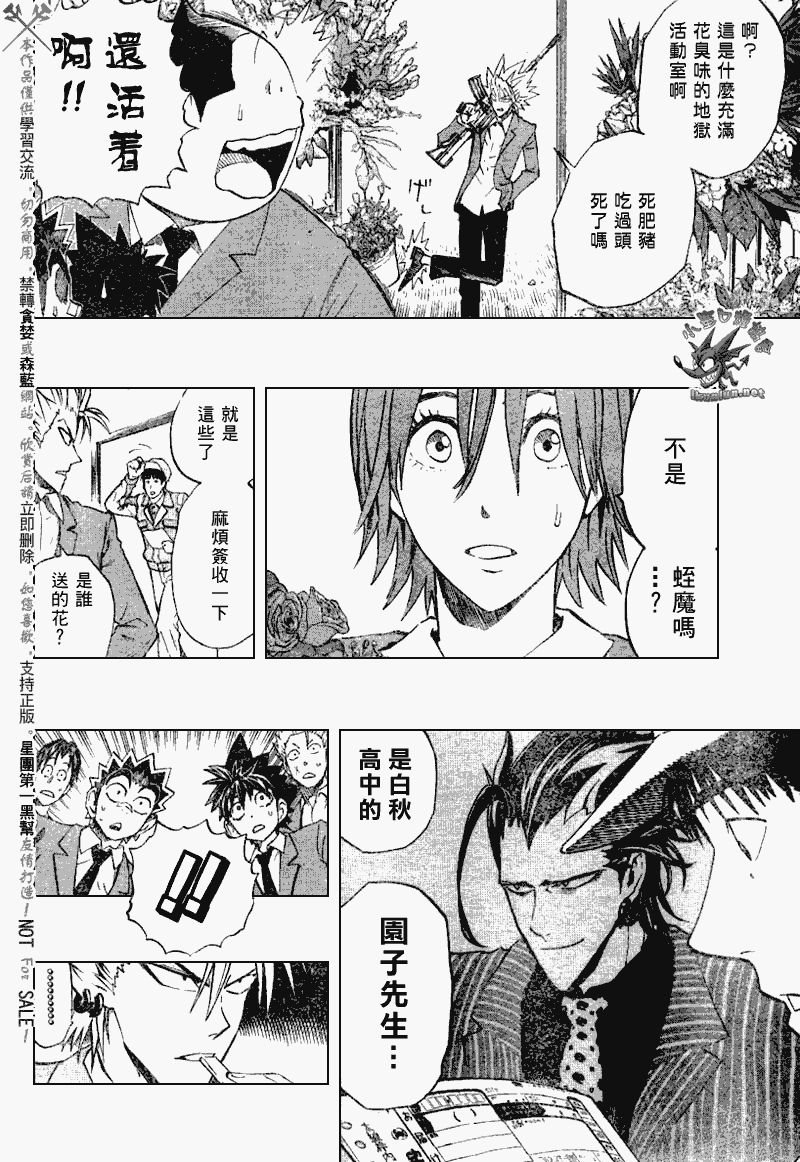 啊？
這是什麼充滿
花臭味的地獄
活動室啊
死肥豬
吃過頭
死了嗎
還活着
啊!!
げし
不是
蛭魔嗎
…?
就是
這些了
麻煩簽收一下
是誰
送的花?
是白秋
高中的
園子先生…
!!
…………
本作品僅供學習交流。切勿商用。禁轉貪婪或森藍網站。欣賞后請立即刪除。如您喜歡，支持正版。星團第一黑幫友情打造! NOT For SALE!